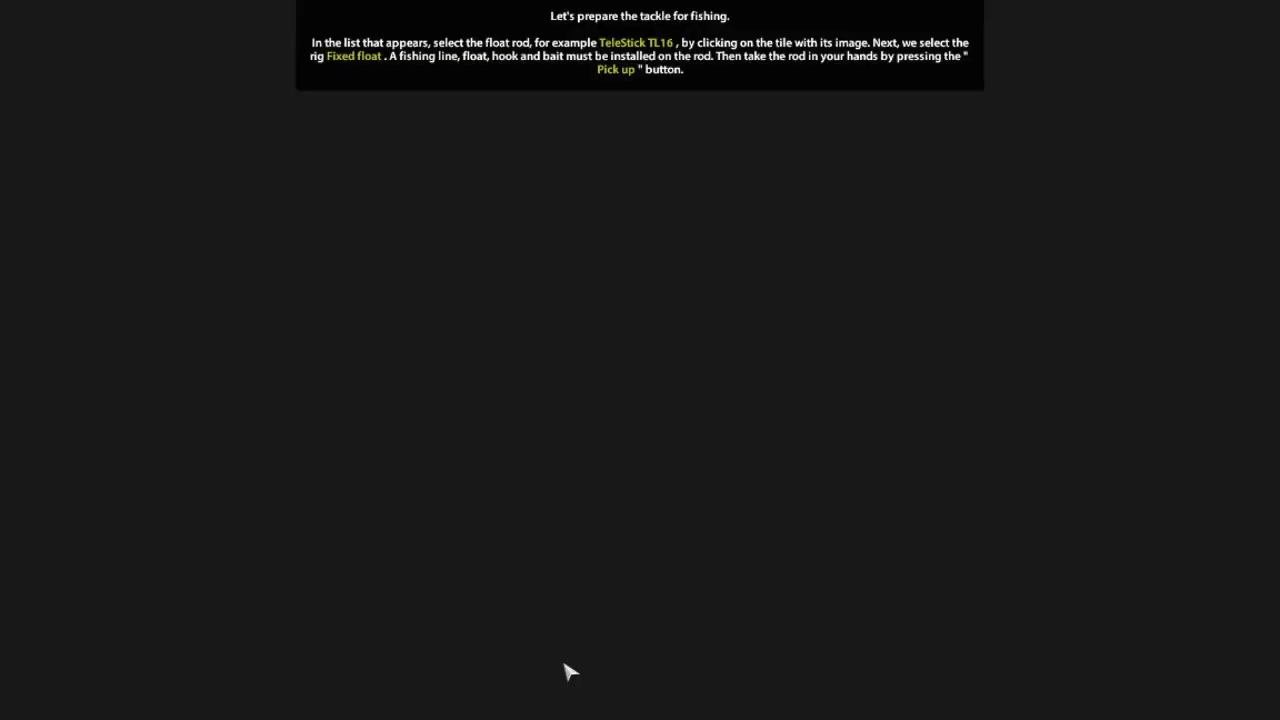 Let's prepare the tackle for fishing.
In the list that appears, select the float rod, for example TeleStick TL16 , by clicking on the tile with its image. Next, we select the
rig Fixed float . A fishing line, float, hook and bait must be installed on the rod. Then take the rod in your hands by pressing the "
Pick up " button.